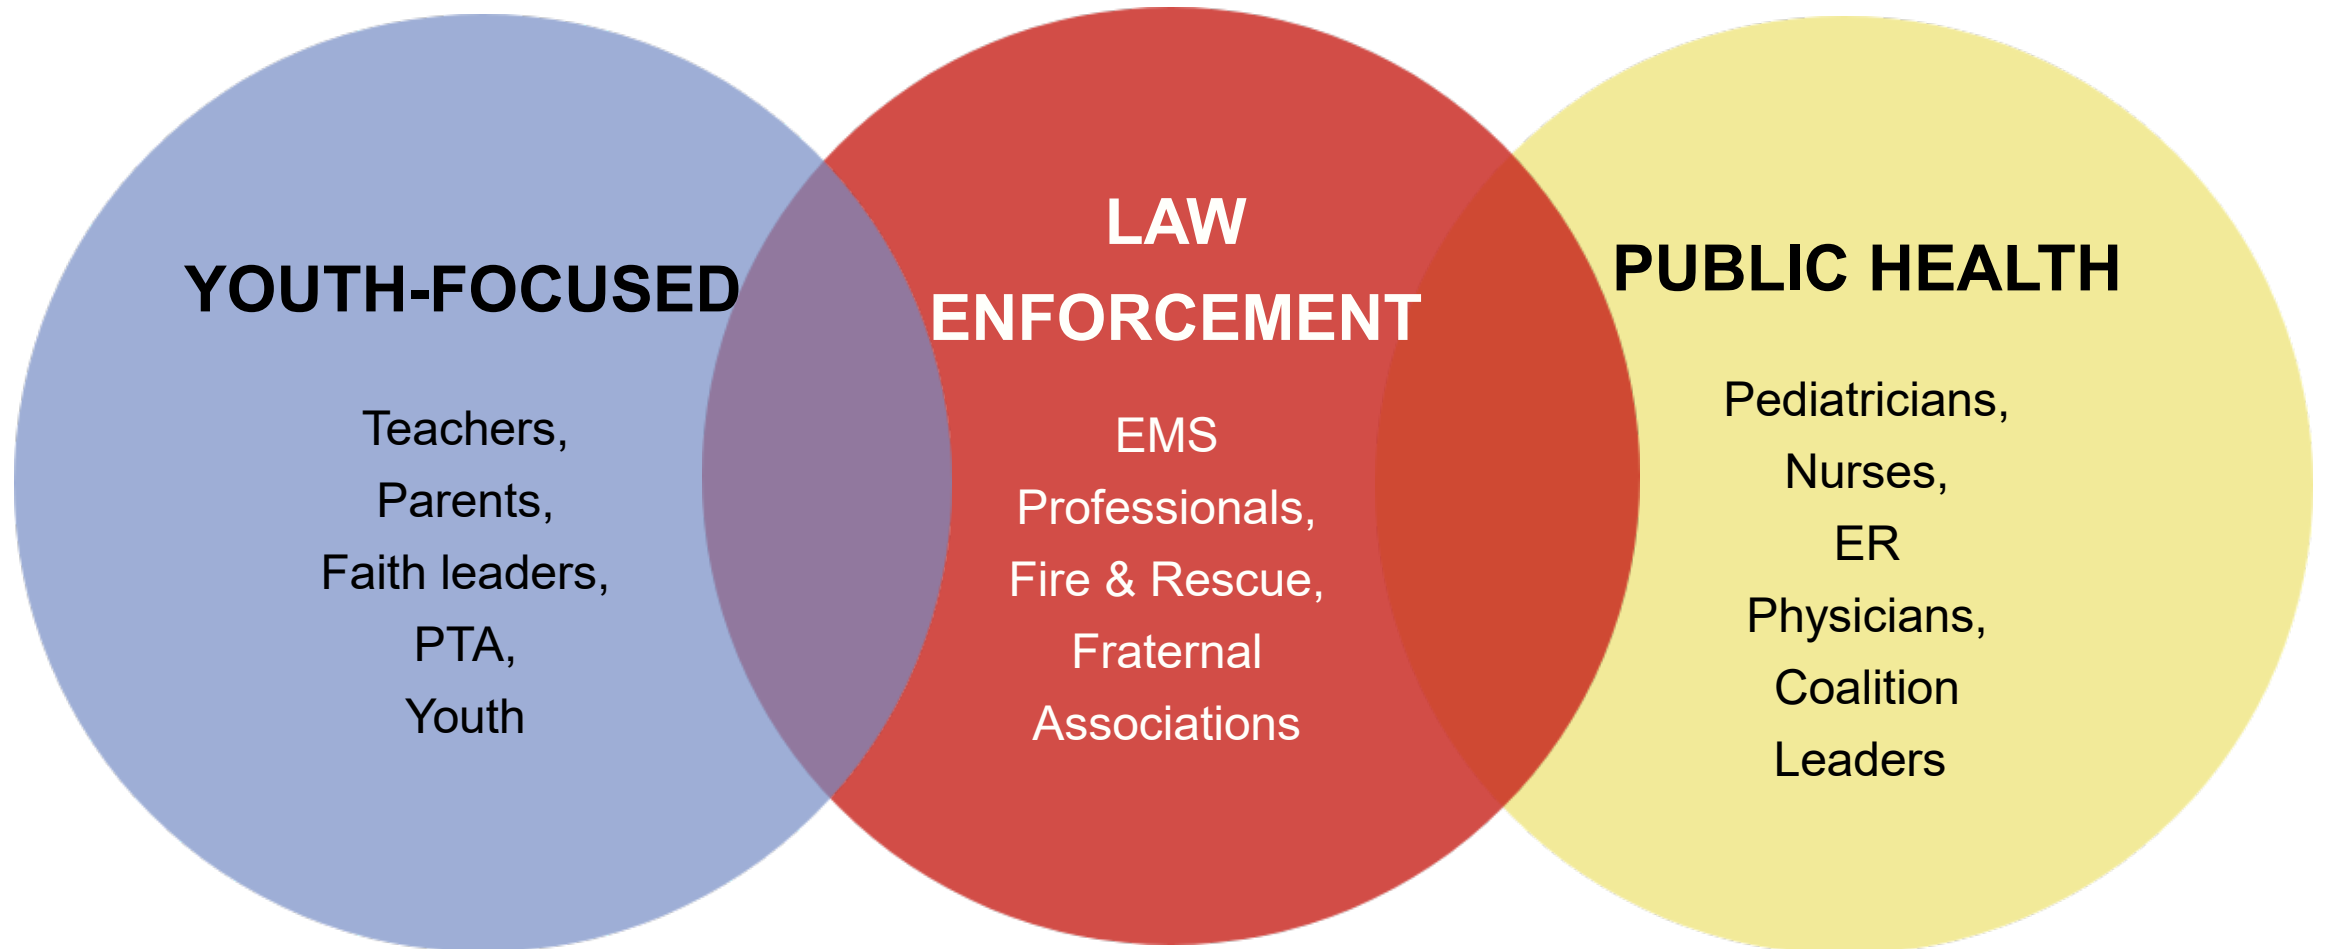 YOUTH-FOCUSED
Teachers,
Parents,
Faith leaders,
PTA,
Youth
LAW
ENFORCEMENT
EMS
Professionals,
Fire & Rescue,
Fraternal
Associations
PUBLIC HEALTH
Pediatricians,
Nurses,
ER
Physicians,
Coalition
Leaders